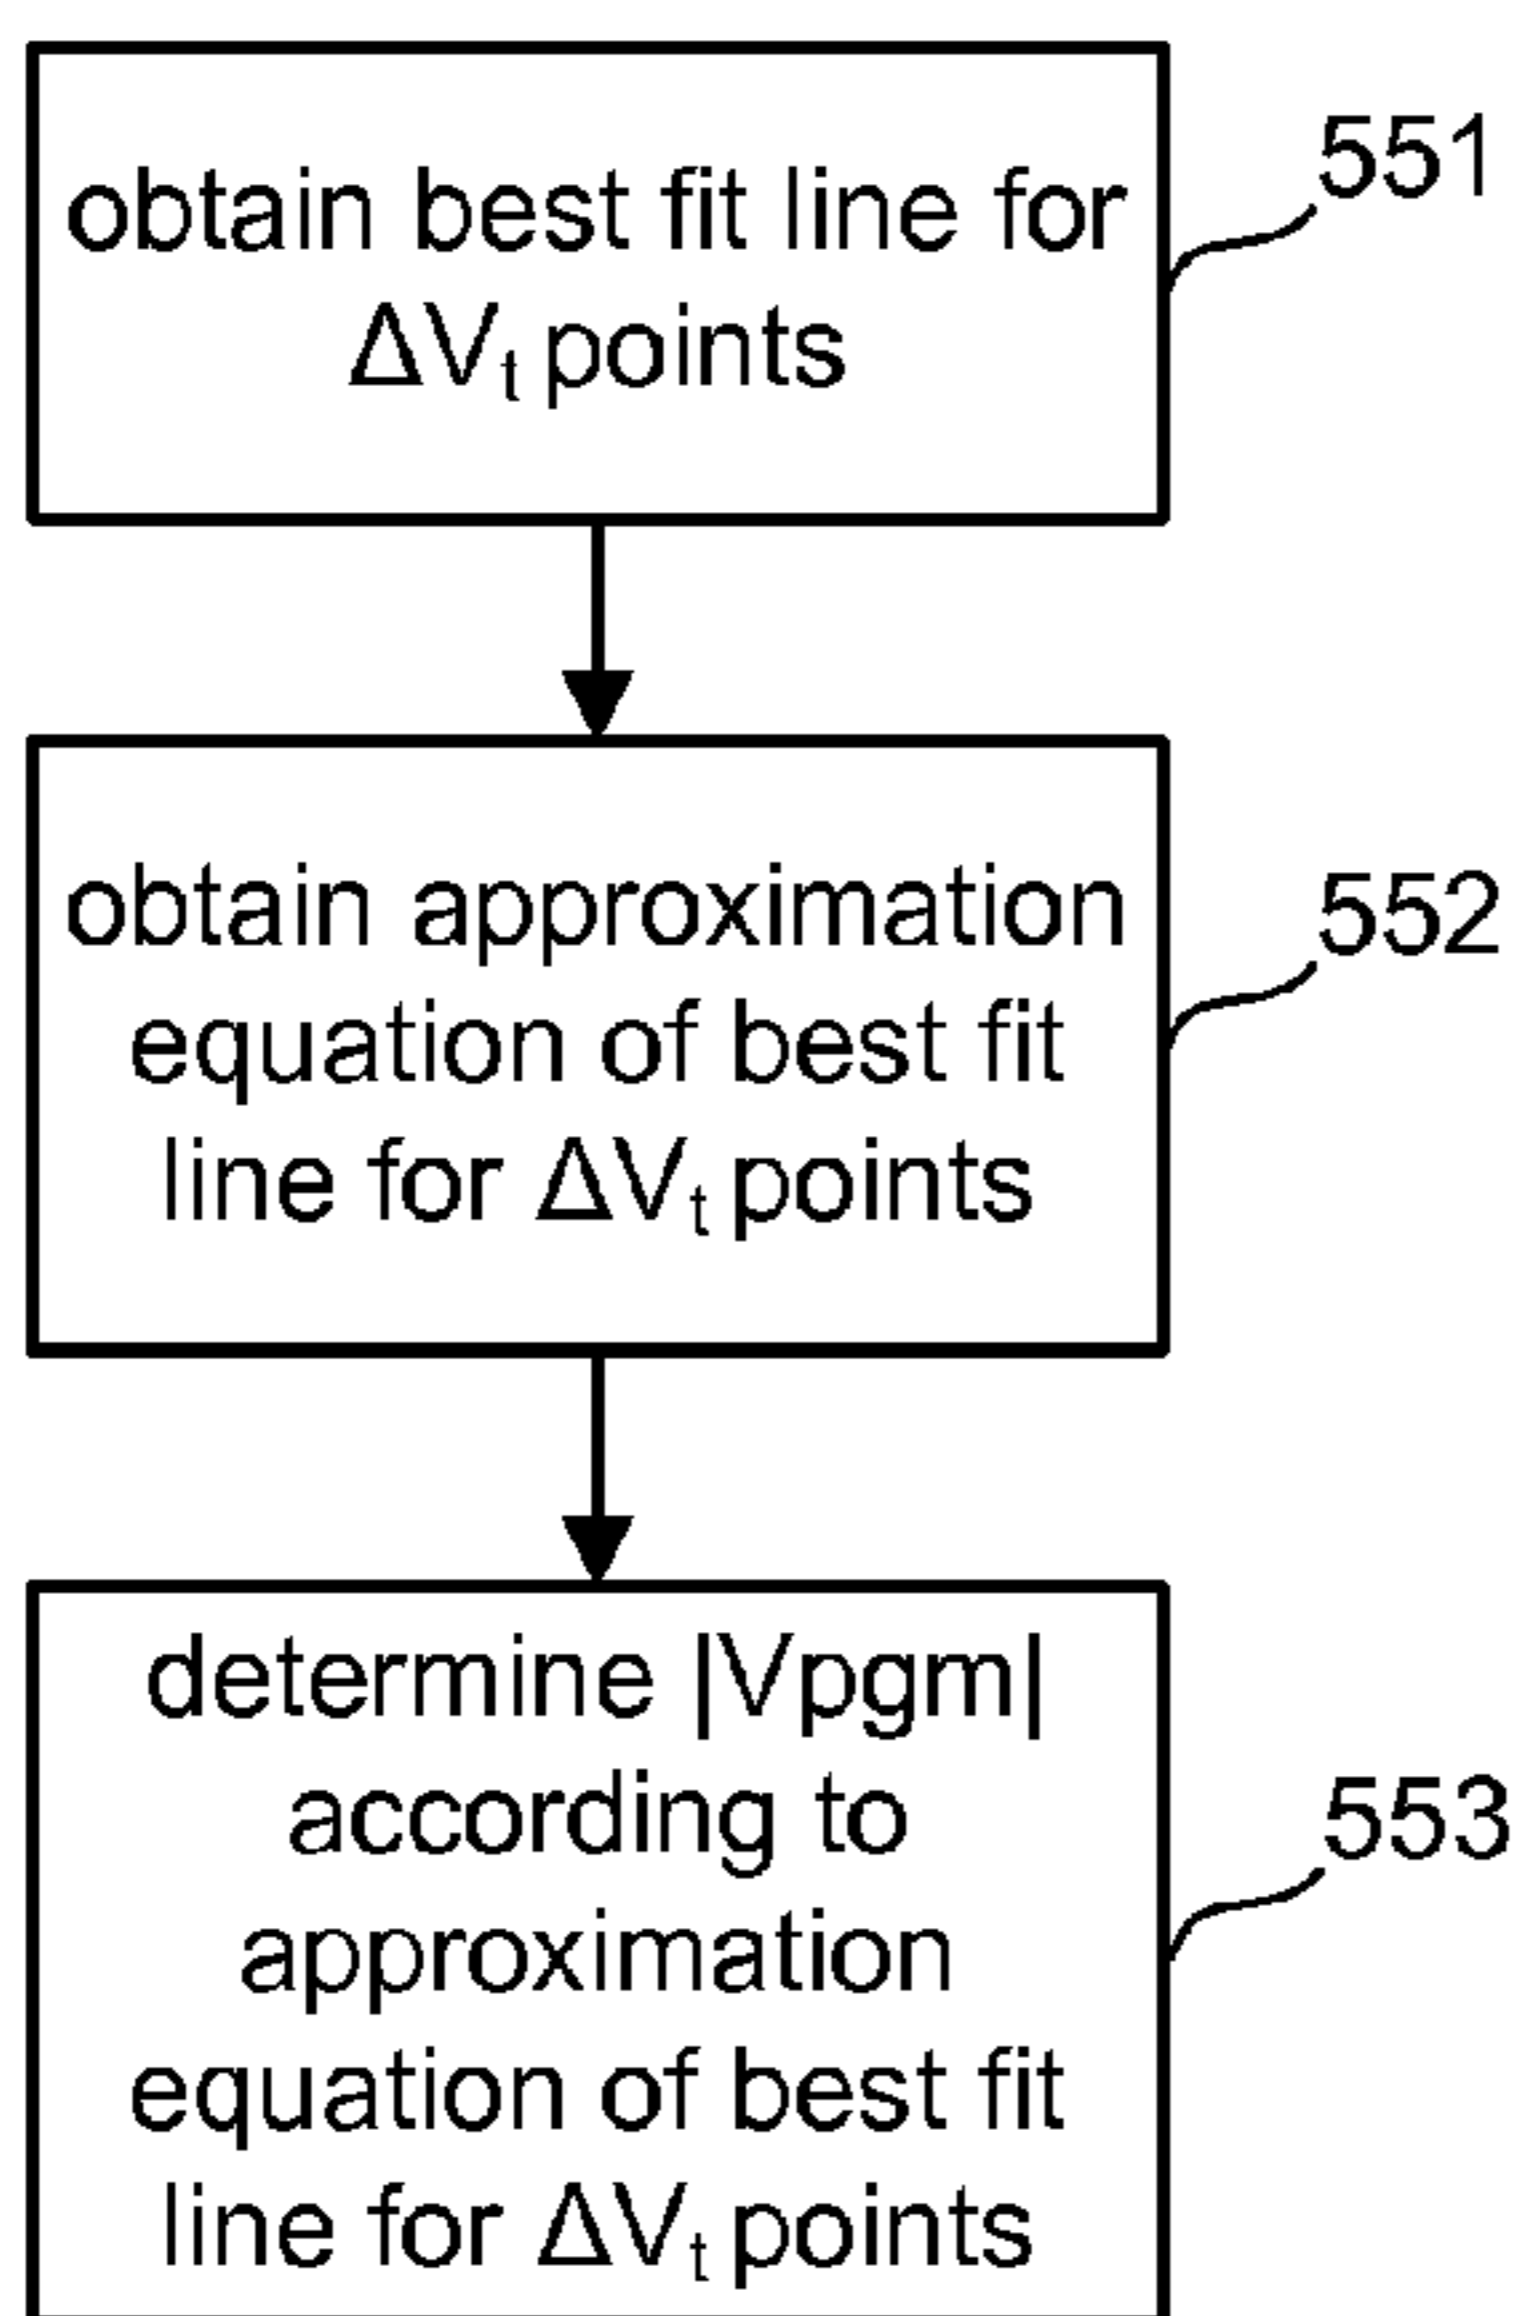 obtain best fit line for
ΔVt points
551
obtain approximation
equation of best fit
line for ΔVt points
552
determine |Vpgm|
according to
approximation
equation of best fit
line for ΔVt points
553